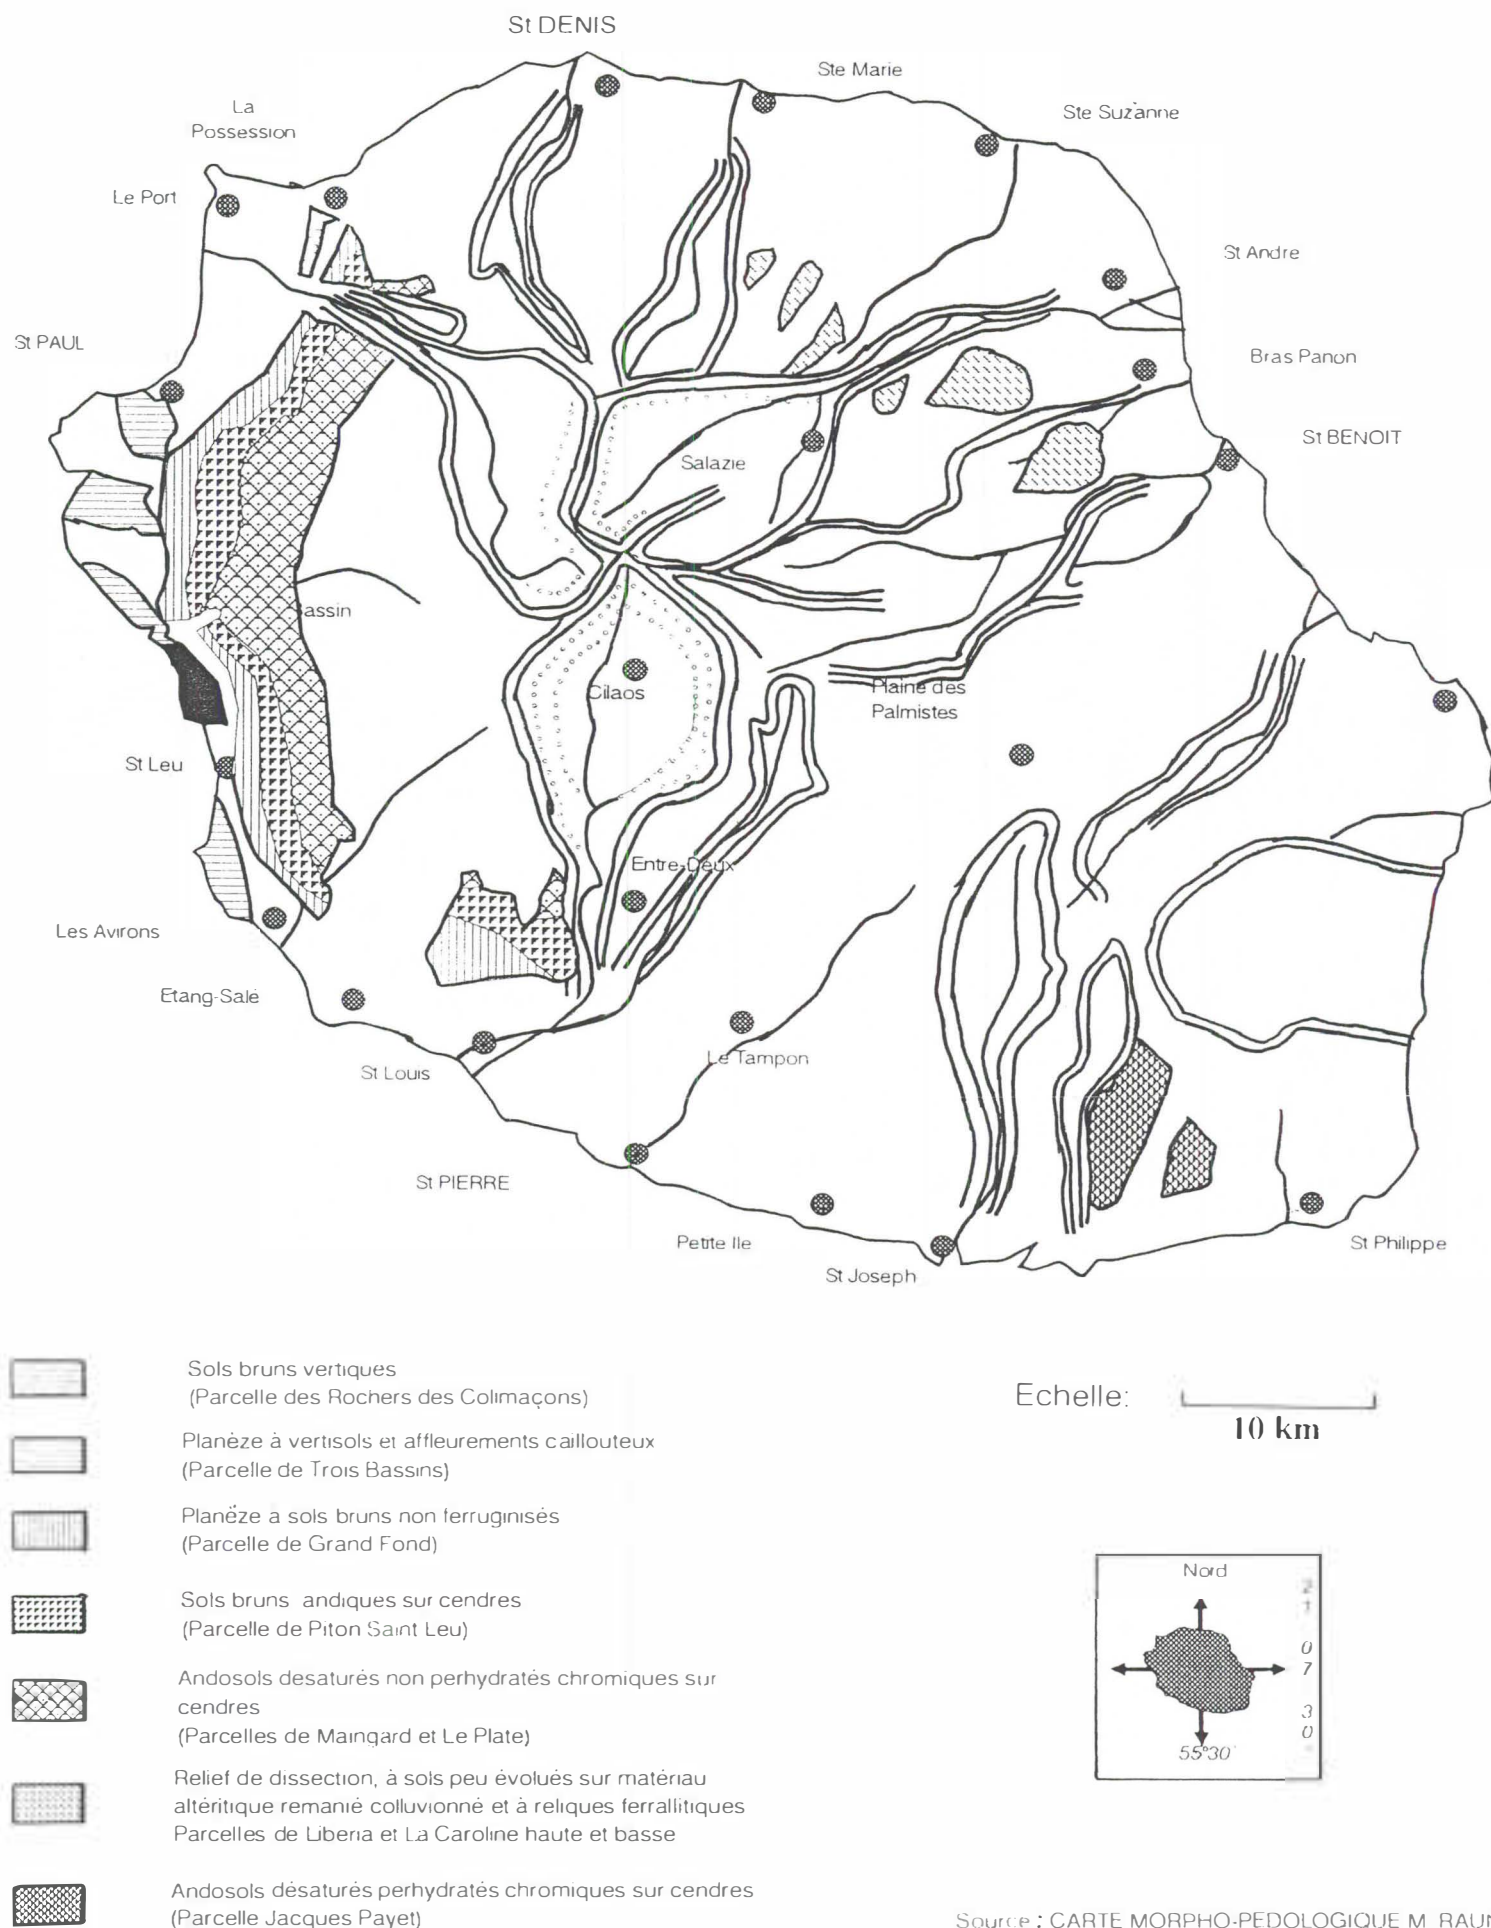 St DENIS
Ste Marie
La
Possession
Ste Suzanne
Le Port
St Andre
St PAUL
Bras Panon
St BENOIT
Salazie
assin
Cilaos
Plaine des
Palmistes
St Leu
Entre-Deux
Les Avirons
Etang-Salé
Le Tampon
St Louis
St PIERRE
Petite Ile
St Joseph
St Philippe
Sols bruns vertiques
(Parcelle des Rochers des Colimaçons)
Planèze à vertisols et affleurements caillouteux
(Parcelle de Trois Bassins)
Planèze a sols bruns non ferruginisés
(Parcelle de Grand Fond)
Sols bruns andiques sur cendres
(Parcelle de Piton Saint Leu)
Andosols désaturés non perhydratés chromiques sur
cendres
(Parcelles de Maingard et Le Plate)
Relief de dissection, à sols peu évolués sur matériau
altéritique remanié colluvionné et à reliques ferrallitiques
Parcelles de Liberia et La Caroline haute et basse
Andosols désaturés perhydratés chromiques sur cendres
(Parcelle Jacques Payet)
Echelle:
10 km
Nord
0
7
3
0
55°30'
Source : CARTE MORPHO-PEDOLOGIQUE M. RAUN